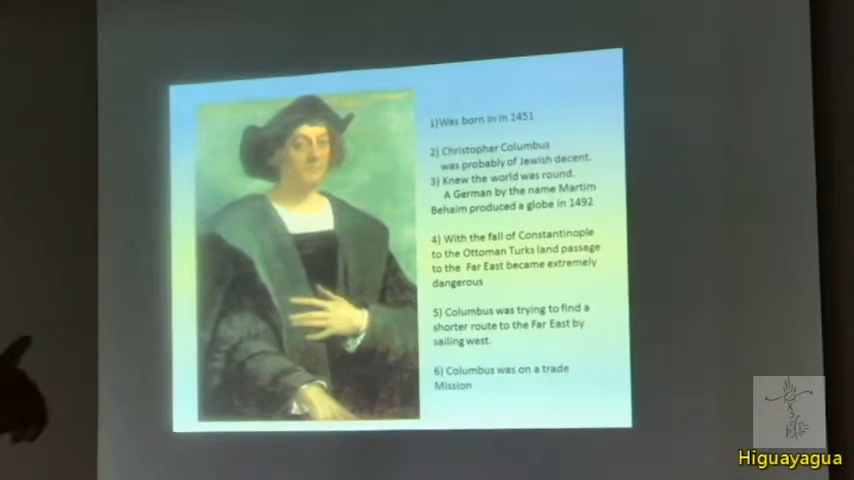 1)Was born in in 1451
2) Christopher Columbus
was probably of Jewish decent.
3) Knew the world was round.
A German by the name Martim
Behaim produced a globe in 1492
4) With the fall of Constantinople
to the Ottoman Turks land passage
to the Far East became extremely
dangerous
5) Columbus was trying to find a
shorter route to the Far East by
sailing west.
6) Columbus was on a trade
Mission
Higuayagua